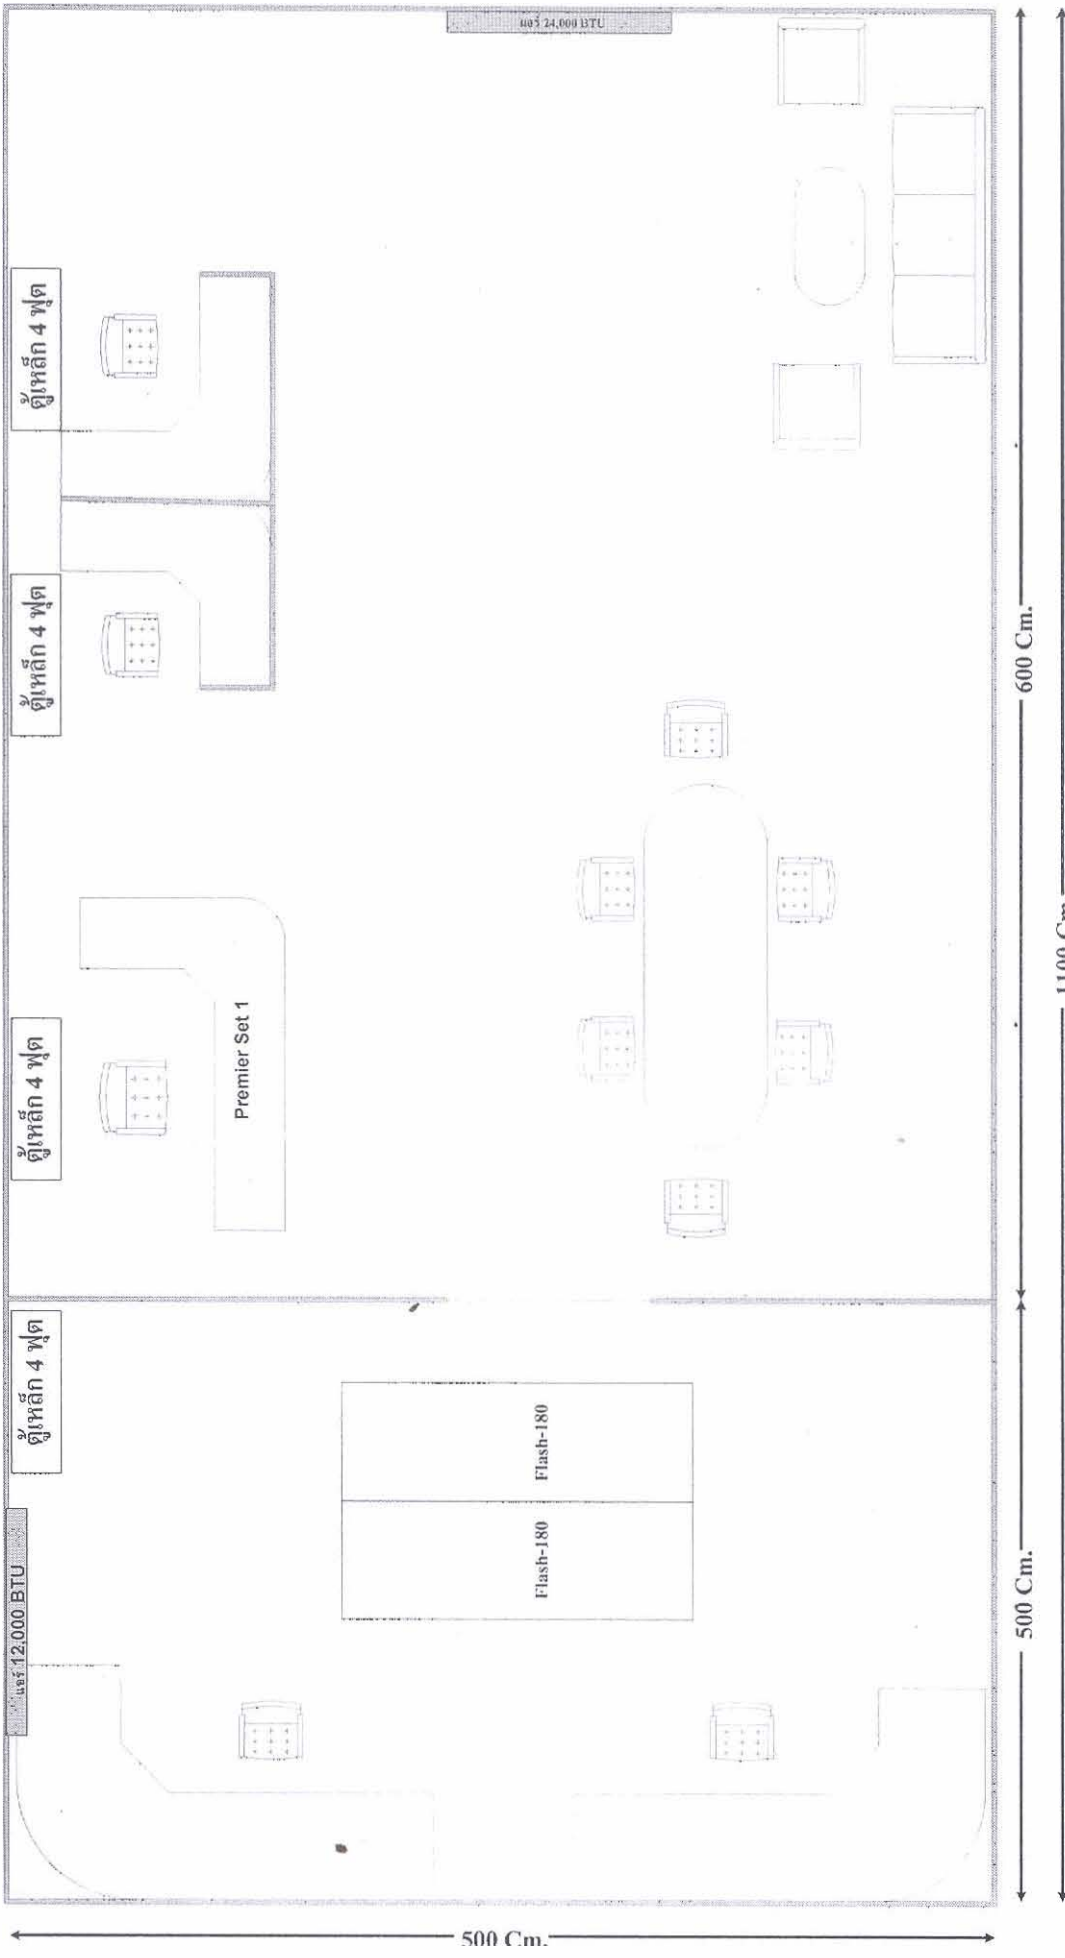 แอร์ 24,000 BTU
ตู้เหล็ก 4 ฟุต
ตู้เหล็ก 4 ฟุต
600 Cm.
1100 Cm.
Premier Set 1
ตู้เหล็ก 4 ฟุต
ตู้เหล็ก 4 ฟุต
Flash-180
Flash-180
แอร์ 12,000 BTU
500 Cm.
500 Cm.